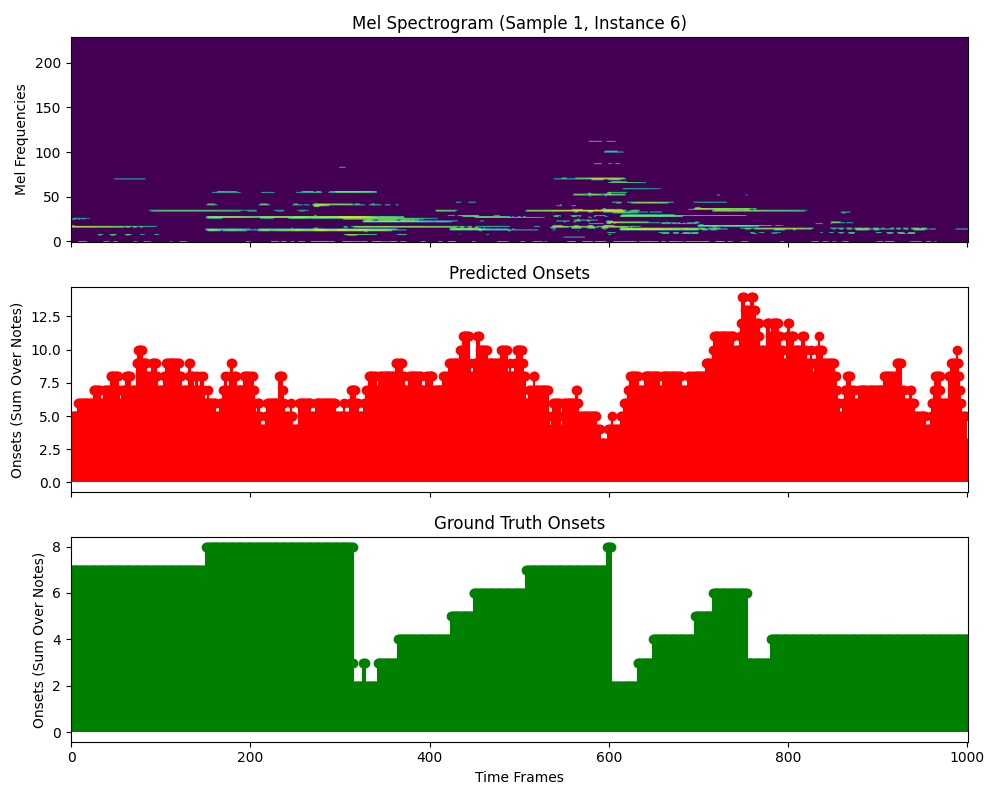 Mel Spectrogram (Sample 1, Instance 6)
Mel Frequencies
200
150
100
50
0
Predicted Onsets
Onsets (Sum Over Notes)
12.5
10.0
7.5
5.0
2.5
0.0
Ground Truth Onsets
Onsets (Sum Over Notes)
8
6
4
2
0
0 200 400 600 800 1000
Time Frames